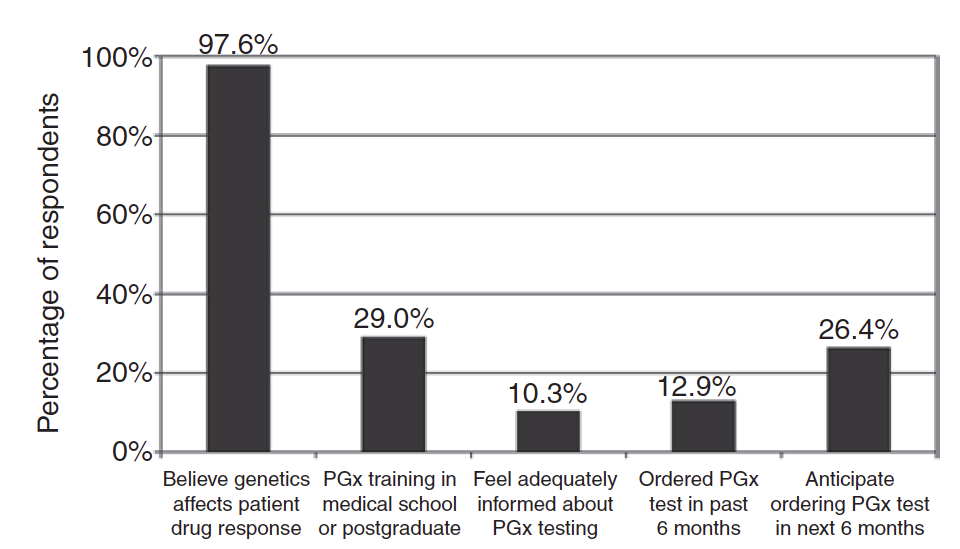 Percentage of respondents
100%
80%
60%
40%
20%
0%
97.6%
29.0%
10.3%
12.9%
26.4%
Believe genetics
affects patient
drug response
PGx training in
medical school
or postgraduate
Feel adequately
informed about
PGx testing
Ordered PGx
test in past
6 months
Anticipate
ordering PGx test
in next 6 months